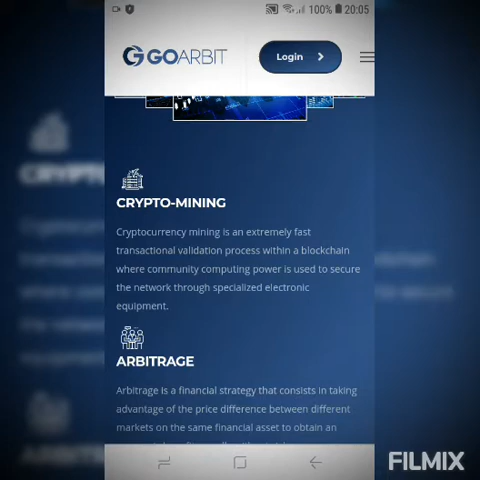 100% 20:05
GOARBIT
Login
CRYPTO-MINING
Cryptocurrency mining is an extremely fast
transactional validation process within a blockchain
where community computing power is used to secure
the network through specialized electronic
equipment.
ARBITRAGE
Arbitrage is a financial strategy that consists in taking
advantage of the price difference between different
markets on the same financial asset to obtain an
FILMIX